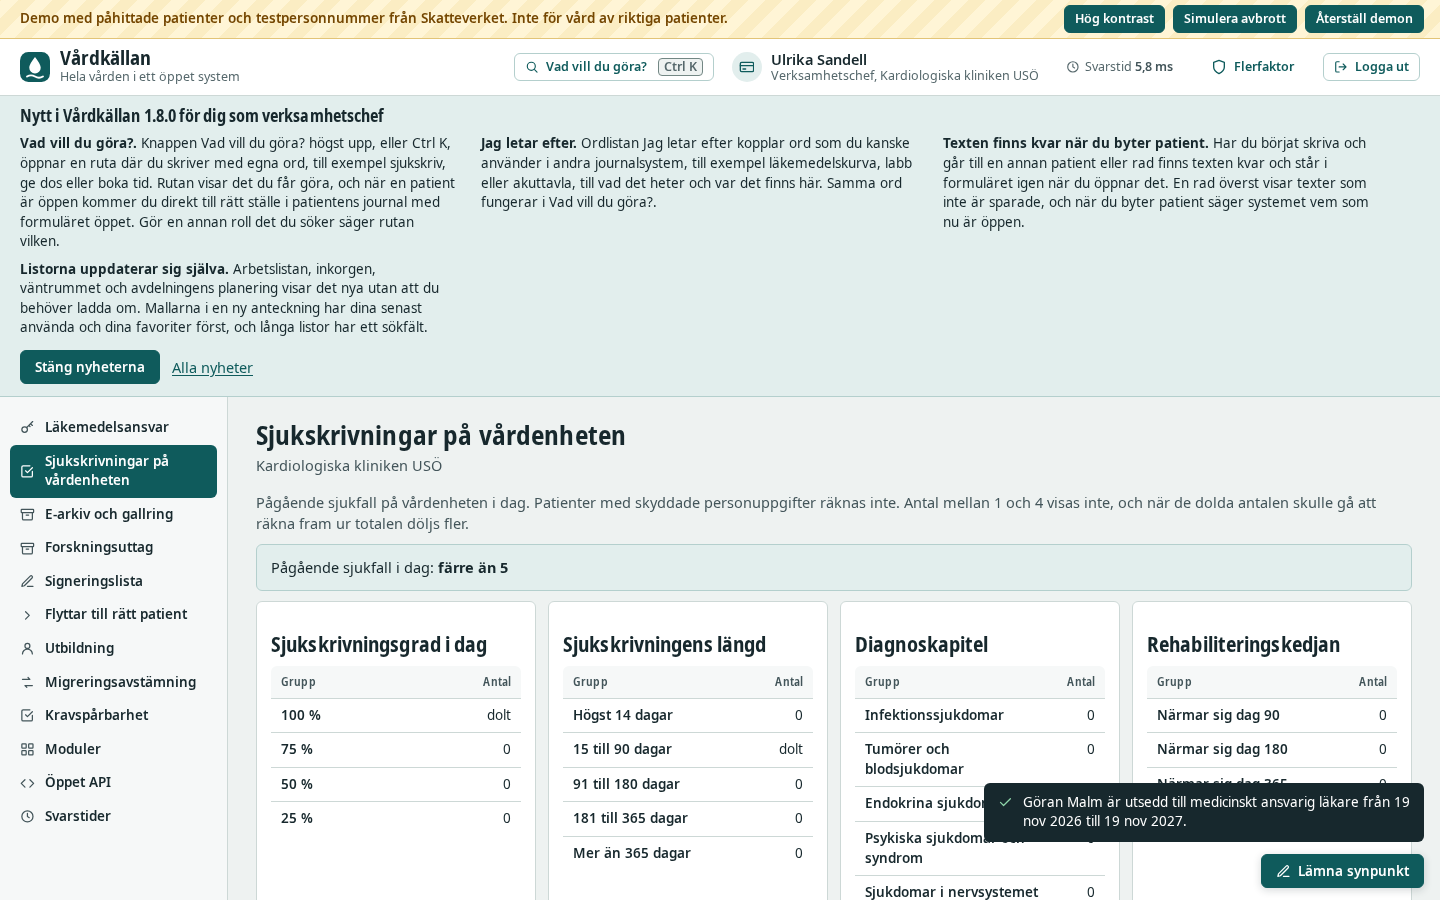 Demo med påhittade patienter och testpersonnummer från Skatteverket. Inte för vård av riktiga patienter.
Hög kontrast
Simulera avbrott
Återställ demon
Vårdkällan
Hela vården i ett öppet system
Vad vill du göra? Ctrl K
Ulrika Sandell
Verksamhetschef, Kardiologiska kliniken USÖ
Svarstid 5,8 ms
Flerfaktor
Logga ut
Nytt i Vårdkällan 1.8.0 för dig som verksamhetschef
Vad vill du göra?. Knappen Vad vill du göra? högst upp, eller Ctrl K,
öppnar en ruta där du skriver med egna ord, till exempel sjukskriv,
ge dos eller boka tid. Rutan visar det du får göra, och när en patient
är öppen kommer du direkt till rätt ställe i patientens journal med
formuläret öppet. Gör en annan roll det du söker säger rutan
vilken.
Jag letar efter. Ordlistan Jag letar efter kopplar ord som du kanske
använder i andra journalsystem, till exempel läkemedelskurva, labb
eller akuttavla, till vad det heter och var det finns här. Samma ord
fungerar i Vad vill du göra?.
Texten finns kvar när du byter patient. Har du börjat skriva och
går till en annan patient eller rad finns texten kvar och står i
formuläret igen när du öppnar det. En rad överst visar texter som
inte är sparade, och när du byter patient säger systemet vem som
nu är öppen.
Listorna uppdaterar sig själva. Arbetslistan, inkorgen,
väntrummet och avdelningens planering visar det nya utan att du
behöver ladda om. Mallarna i en ny anteckning har dina senast
använda och dina favoriter först, och långa listor har ett sökfält.
Stäng nyheterna
Alla nyheter
Läkemedelsansvar
Sjukskrivningar på
vårdenheten
E-arkiv och gallring
Forskningsuttag
Signeringslista
Flyttar till rätt patient
Utbildning
Migreringsavstämning
Kravspårbarhet
Moduler
Öppet API
Svarstider
Sjukskrivningar på vårdenheten
Kardiologiska kliniken USÖ
Pågående sjukfall på vårdenheten i dag. Patienter med skyddade personuppgifter räknas inte. Antal mellan 1 och 4 visas inte, och när de dolda antalen skulle gå att
räkna fram ur totalen döljs fler.
Pågående sjukfall i dag: färre än 5
Sjukskrivningsgrad i dag
Grupp Antal
100 % dolt
75 % 0
50 % 0
25 % 0
Sjukskrivningens längd
Grupp Antal
Högst 14 dagar 0
15 till 90 dagar dolt
91 till 180 dagar 0
181 till 365 dagar 0
Mer än 365 dagar 0
Diagnoskapitel
Grupp Antal
Infektionssjukdomar 0
Tumörer och 0
blodsjukdomar
Endokrina
Psykiska
syndrom
Sjukdomar i nervsystemet 0
Rehabiliteringskedjan
Grupp Antal
Närmar sig dag 90 0
Närmar sig dag 180 0
Närmar sig dag 365 0
Göran Malm är utsedd till medicinskt ansvarig läkare från 19
nov 2026 till 19 nov 2027.
Lämna synpunkt